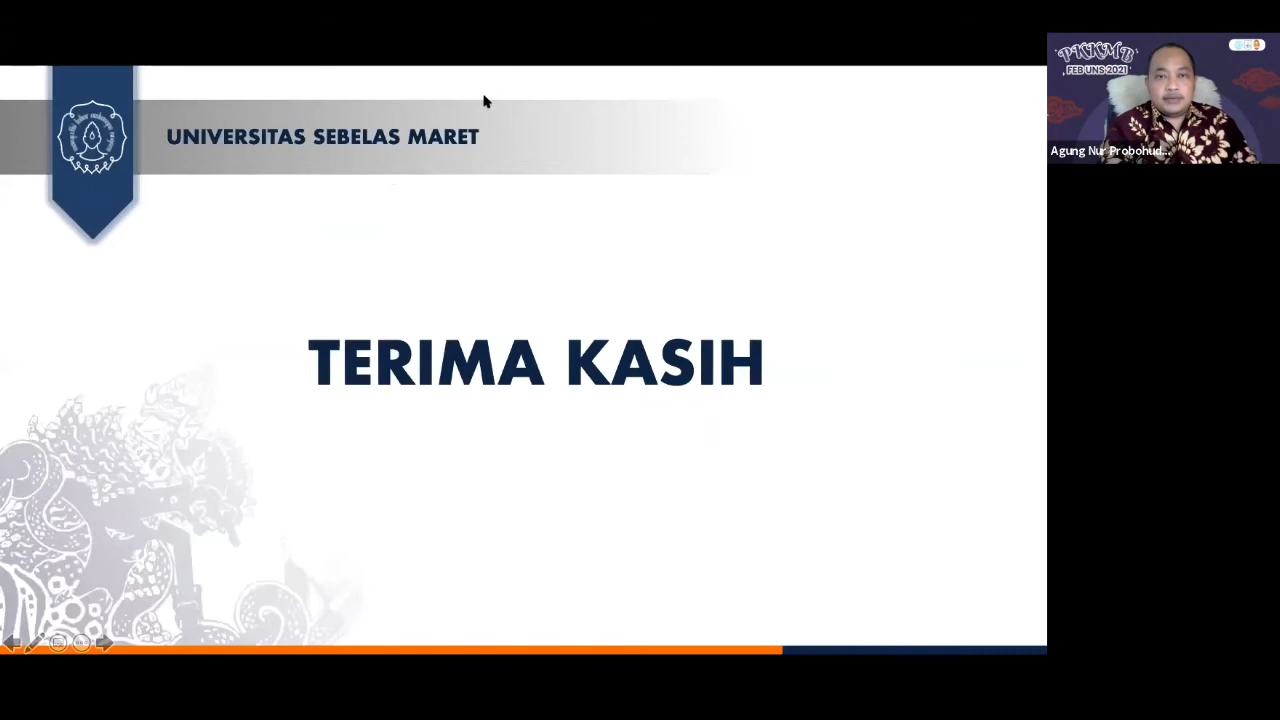 UNIVERSITAS SEBELAS MARET
TERIMA KASIH
PKKMB
FEB UNS 2021
Agung Nur Probohud...